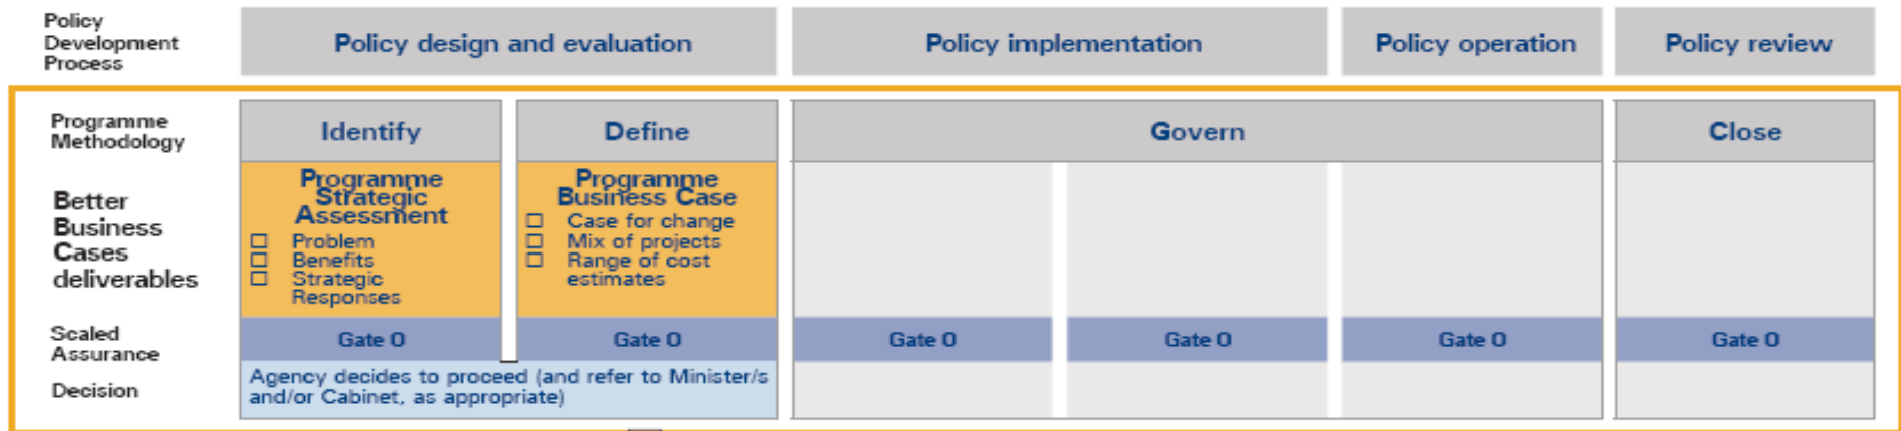 Policy
Development
Process
Policy design and evaluation
Policy implementation
Policy operation
Policy review
Programme
Methodology
Identify
Define
Govern
Close
Better
Business
Cases
deliverables
Programme
Strategic
Assessment
☐ Problem
☐ Benefits
☐ Strategic
Responses
Programme
Business Case
☐ Case for change
☐ Mix of projects
☐ Range of cost
estimates
Scaled
Assurance
Gate 0
Gate 0
Gate 0
Gate 0
Gate 0
Gate 0
Decision
Agency decides to proceed (and refer to Minister/s
and/or Cabinet, as appropriate)